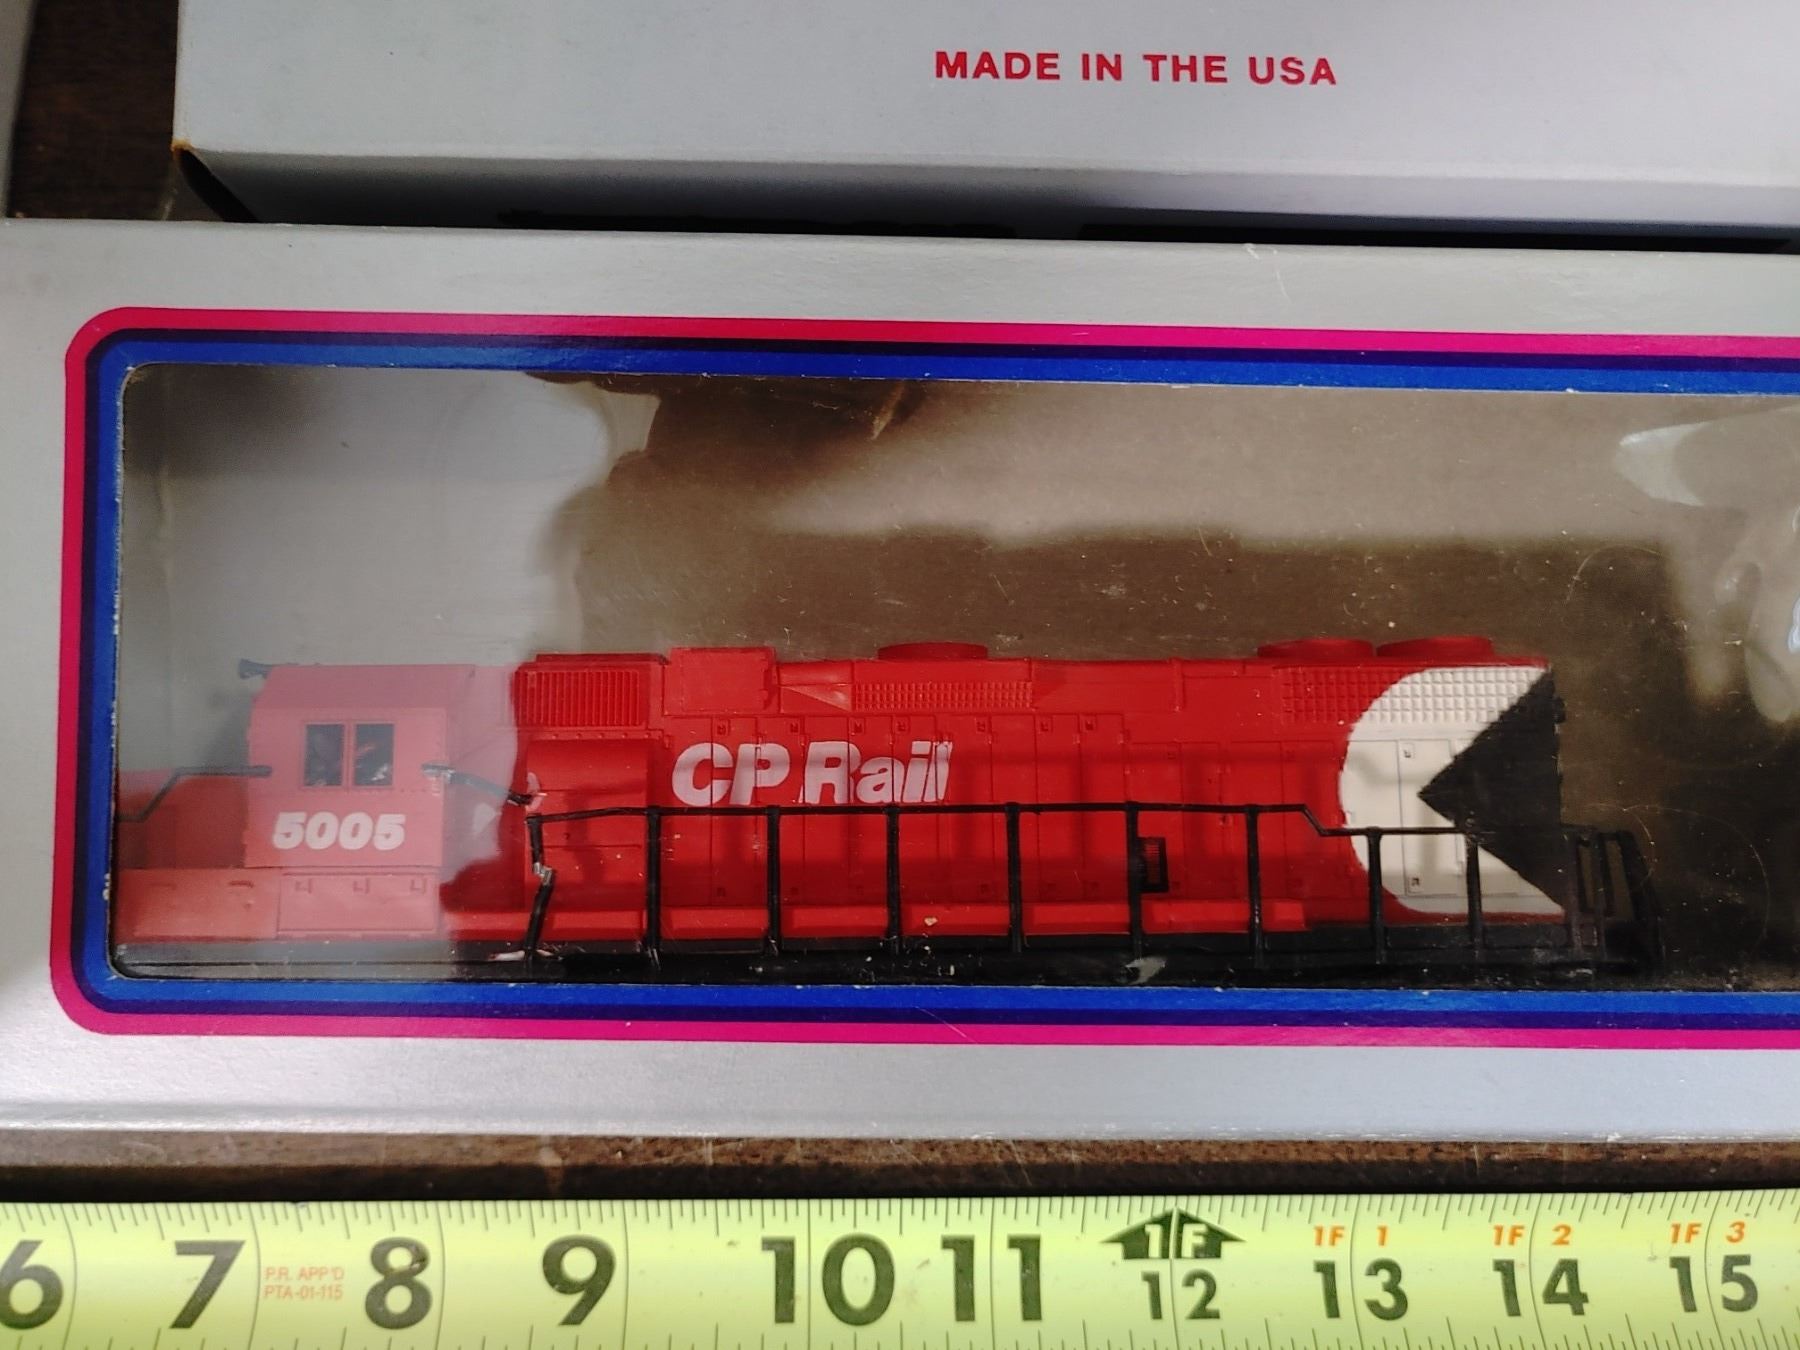 MADE IN THE USA
CP Rail
5005
1F 1F 1 1F 2 1F 3
6 7 P.R. APP'D 8 9 10 11 12 13 14 15
PTA-01-115